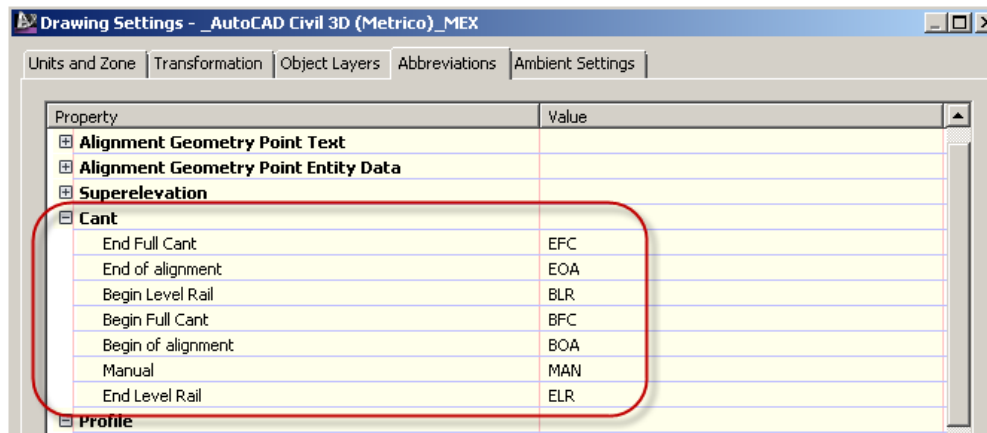 Drawing Settings - _AutoCAD Civil 3D (Metrico)_MEX
Units and Zone Transformation Object Layers Abbreviations Ambient Settings
Property Value
Alignment Geometry Point Text
Alignment Geometry Point Entity Data
Superelevation
Cant
End Full Cant EFC
End of alignment EOA
Begin Level Rail BLR
Begin Full Cant BFC
Begin of alignment BOA
Manual MAN
End Level Rail ELR
Profile